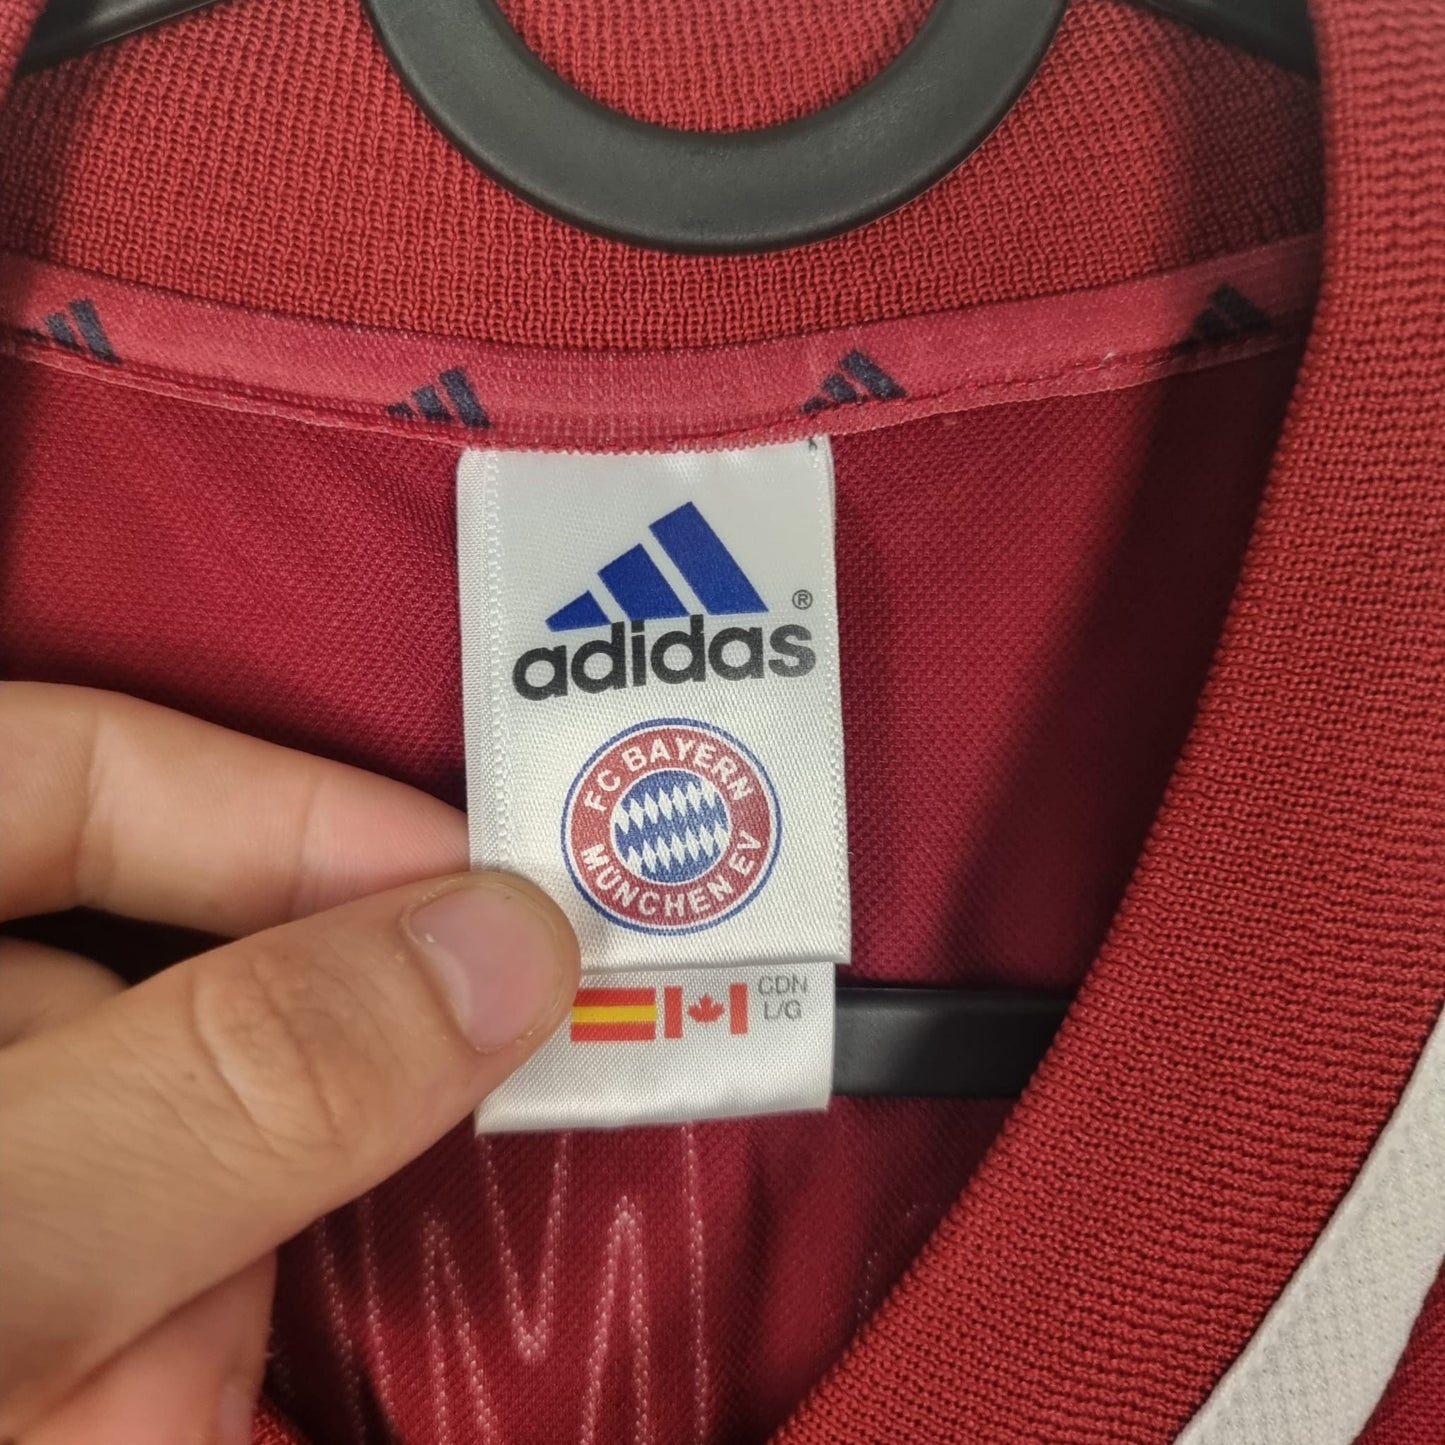 adidas®
FC BAYERN
MÜNCHEN EV
CDN
L/G